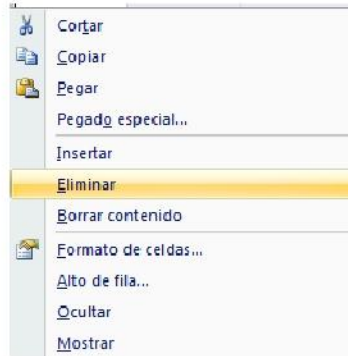 Cortar
Copiar
Pegar
Pegado especial...
Insertar
Eliminar
Borrar contenido
Formato de celdas...
Alto de fila...
Ocultar
Mostrar